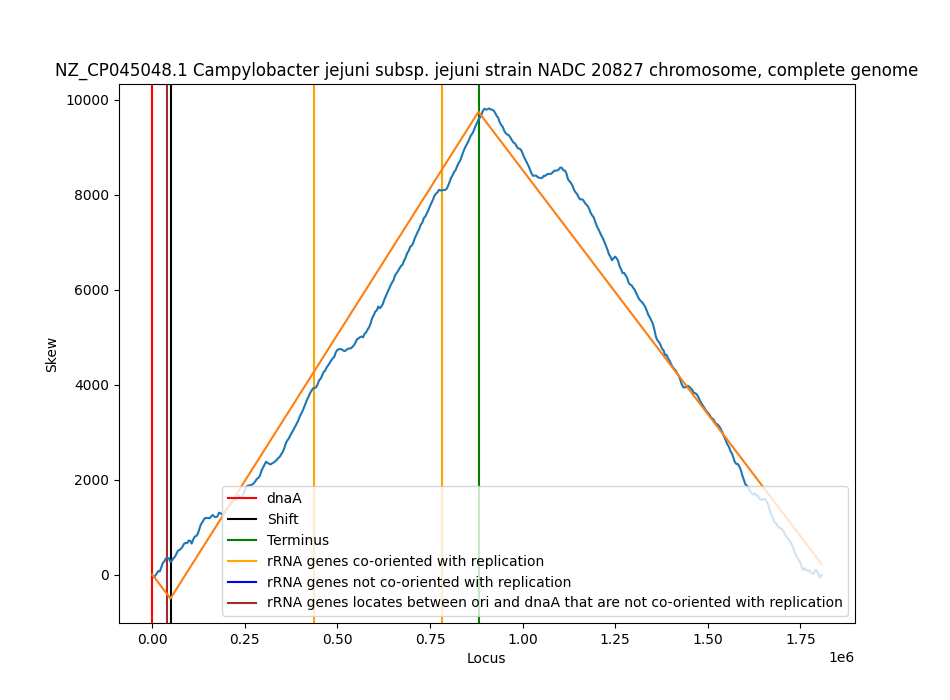 NZ_CP045048.1 Campylobacter jejuni subsp. jejuni strain NADC 20827 chromosome, complete genome
10000
8000
6000
4000
2000
0
Skew
dnaA
Shift
Terminus
rRNA genes co-oriented with replication
rRNA genes not co-oriented with replication
rRNA genes locates between ori and dnaA that are not co-oriented with replication
0.00 0.25 0.50 0.75 1.00 1.25 1.50 1.75
Locus
1e6